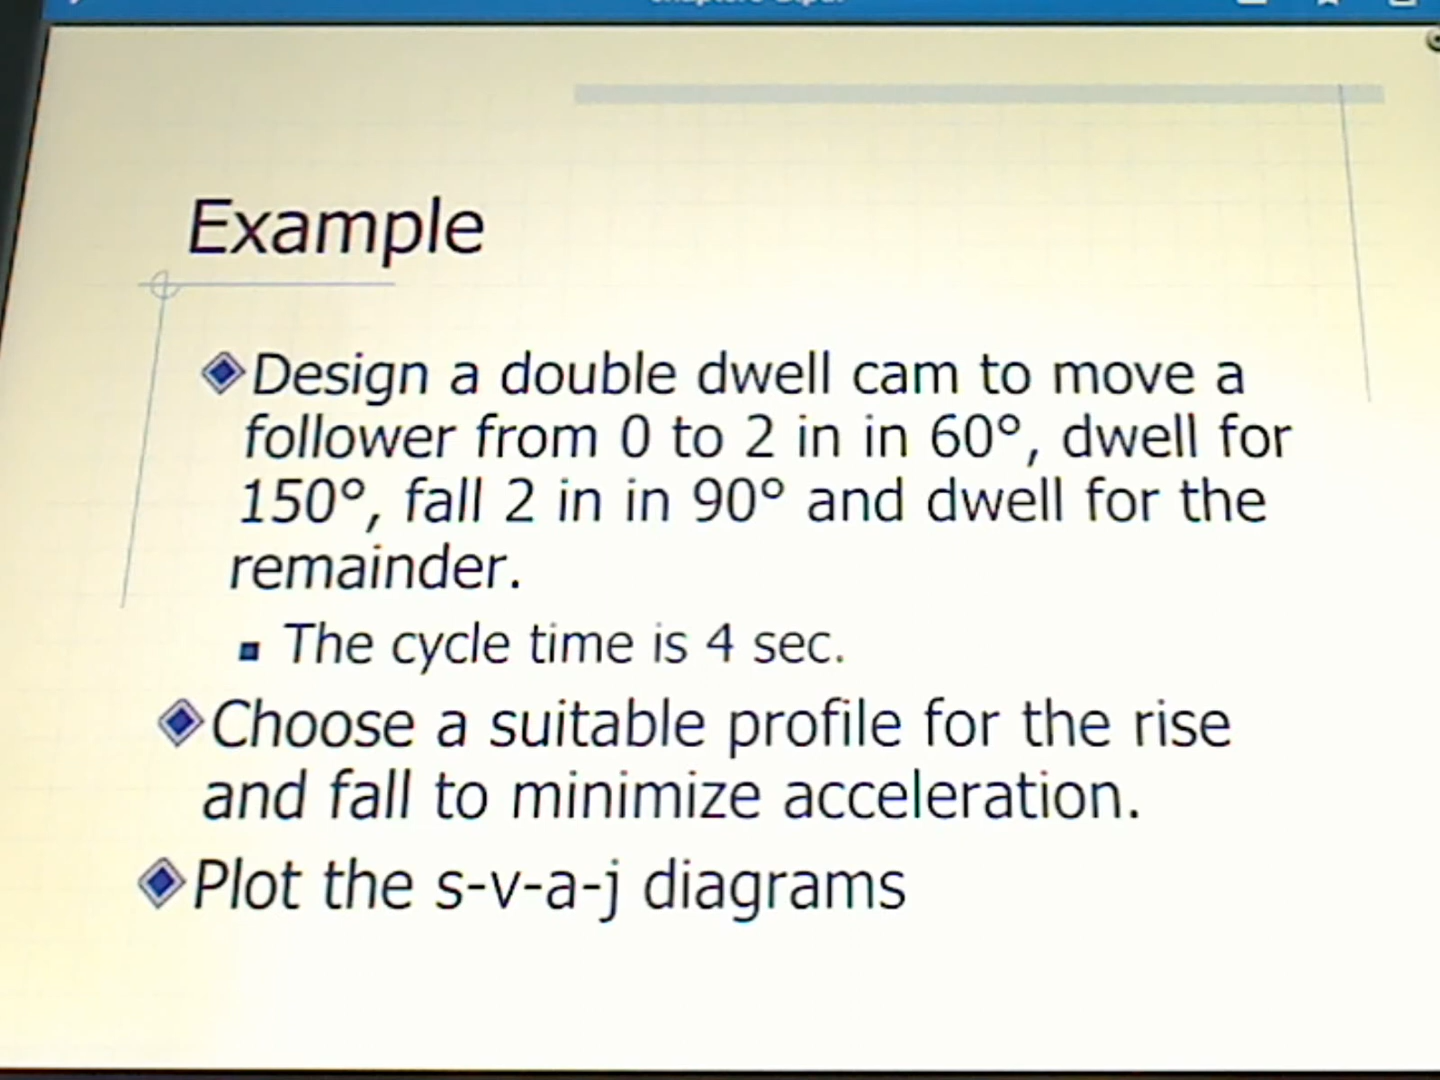 Example
Design a double dwell cam to move a
follower from 0 to 2 in in 60°, dwell for
150°, fall 2 in in 90° and dwell for the
remainder.
The cycle time is 4 sec.
Choose a suitable profile for the rise
and fall to minimize acceleration.
Plot the s-v-a-j diagrams